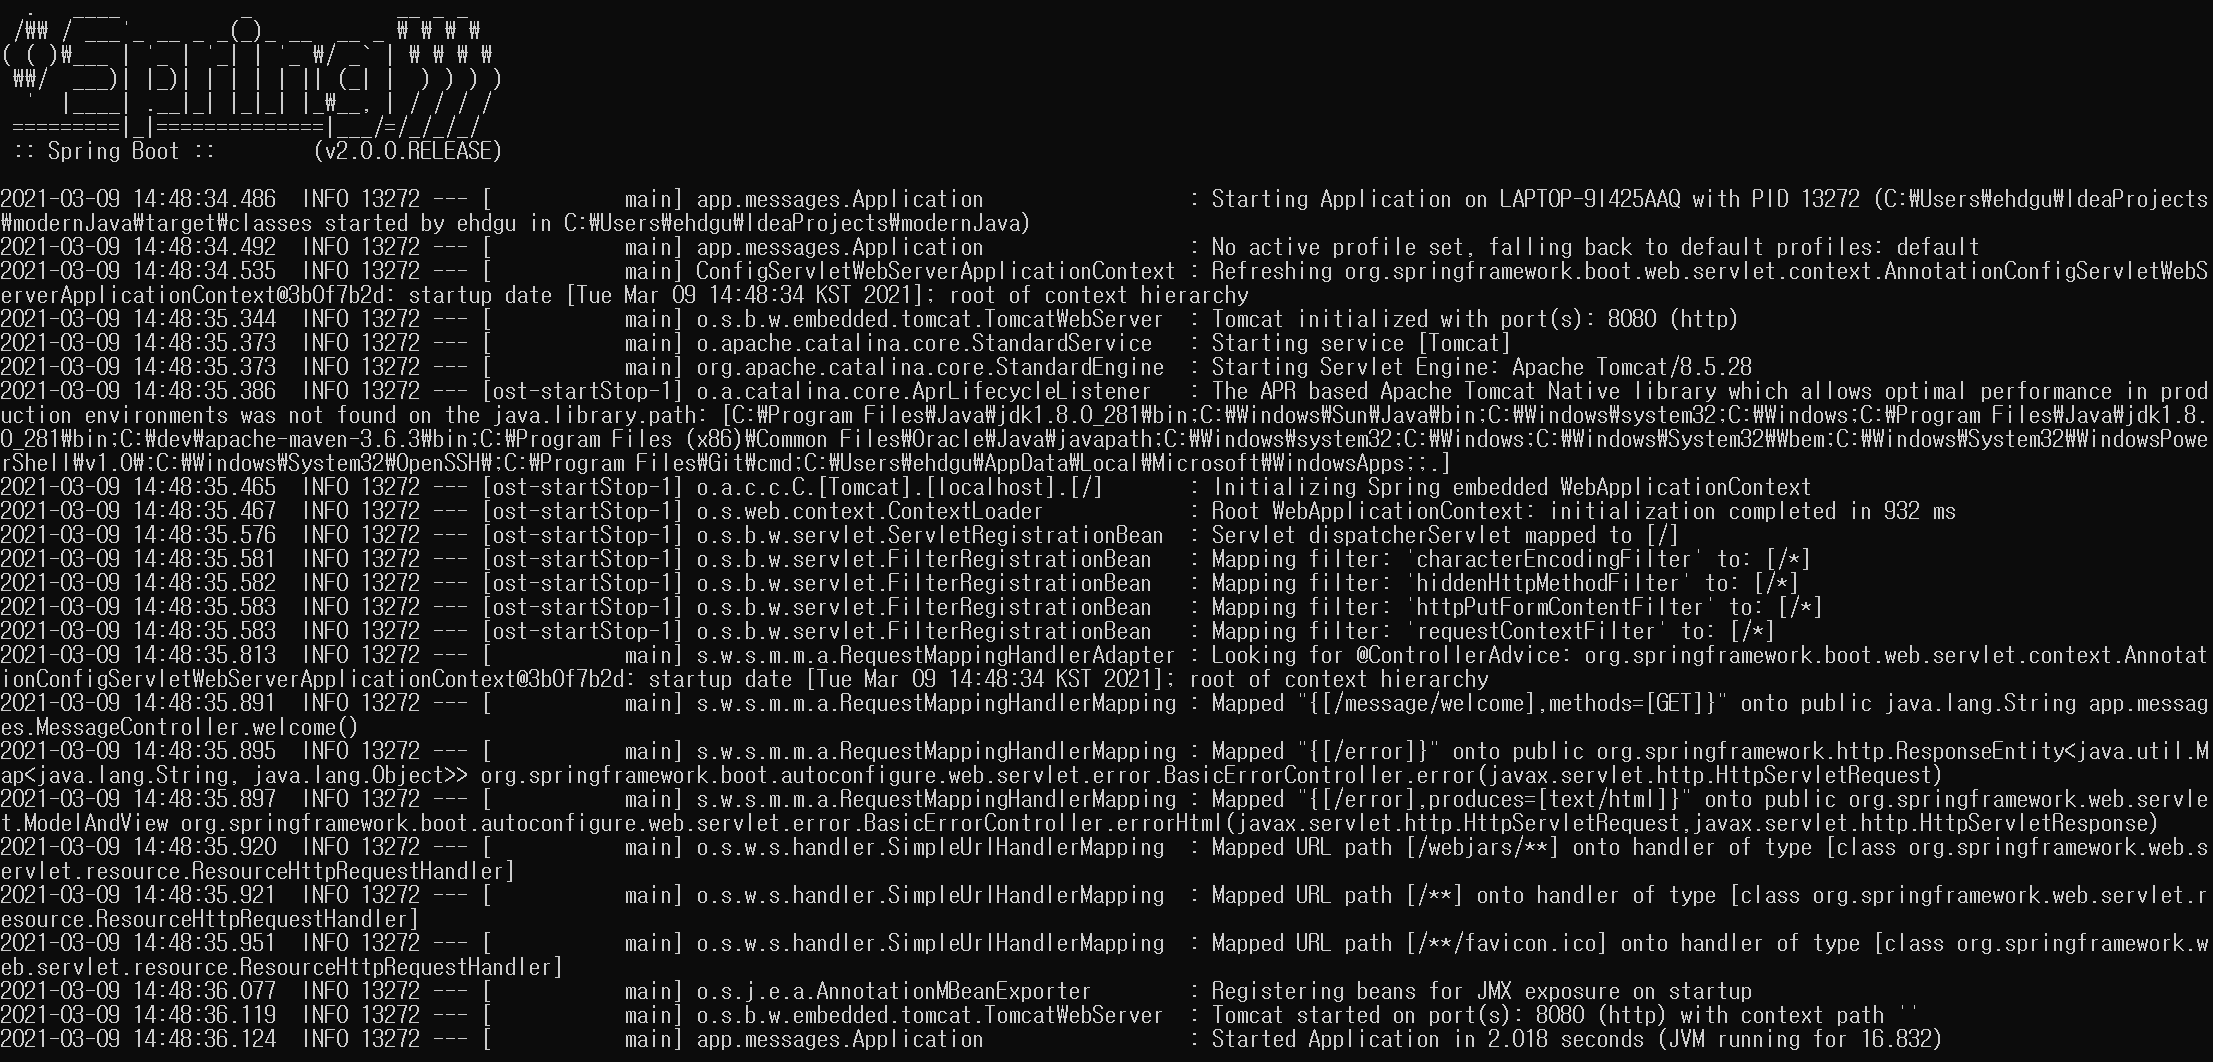 .   ____          _            __ _ _
 /₩₩ / ___'_ __ _ _(_)_ __  __ _ ₩ ₩ ₩ ₩
( ( )₩___ | '_ | '_| | '_ ₩/ _` | ₩ ₩ ₩ ₩
 ₩₩/  ___)| |_)| | | | | || (_| |  ) ) ) )
  '  |____| .__|_| |_|_| |_₩__, | / / / /
 =========|_|==============|___/=/_/_/_/
 :: Spring Boot ::        (v2.0.0.RELEASE)

2021-03-09 14:48:34.486  INFO 13272 --- [           main] app.messages.Application                 : Starting Application on LAPTOP-9I425AAQ with PID 13272 (C:₩Users₩ehdgu₩IdeaProjects
₩modernJava₩target₩classes started by ehdgu in C:₩Users₩ehdgu₩IdeaProjects₩modernJava)
2021-03-09 14:48:34.492  INFO 13272 --- [           main] app.messages.Application                 : No active profile set, falling back to default profiles: default
2021-03-09 14:48:34.535  INFO 13272 --- [           main] ConfigServletWebServerApplicationContext : Refreshing org.springframework.boot.web.servlet.context.AnnotationConfigServletWebS
erverApplicationContext@3b0f7b2d: startup date [Tue Mar 09 14:48:34 KST 2021]; root of context hierarchy
2021-03-09 14:48:35.344  INFO 13272 --- [           main] o.s.b.w.embedded.tomcat.TomcatWebServer  : Tomcat initialized with port(s): 8080 (http)
2021-03-09 14:48:35.373  INFO 13272 --- [           main] o.apache.catalina.core.StandardService   : Starting service [Tomcat]
2021-03-09 14:48:35.373  INFO 13272 --- [           main] org.apache.catalina.core.StandardEngine  : Starting Servlet Engine: Apache Tomcat/8.5.28
2021-03-09 14:48:35.386  INFO 13272 --- [ost-startStop-1] o.a.catalina.core.AprLifecycleListener   : The APR based Apache Tomcat Native library which allows optimal performance in prod
uction environments was not found on the java.library.path: [C:₩Program Files₩Java₩jdk1.8.0_281₩bin;C:₩Windows₩Sun₩Java₩bin;C:₩Windows₩system32;C:₩Windows;C:₩Program Files₩Java₩jdk1.8.
0_281₩bin;C:₩dev₩apache-maven-3.6.3₩bin;C:₩Program Files (x86)₩Common Files₩Oracle₩Java₩javapath;C:₩Windows₩system32;C:₩Windows;C:₩Windows₩System32₩Wbem;C:₩Windows₩System32₩WindowsPowe
rShell₩v1.0₩;C:₩Windows₩System32₩OpenSSH₩;C:₩Program Files₩Git₩cmd;C:₩Users₩ehdgu₩AppData₩Local₩Microsoft₩WindowsApps;;.]
2021-03-09 14:48:35.465  INFO 13272 --- [ost-startStop-1] o.a.c.c.C.[Tomcat].[localhost].[/]       : Initializing Spring embedded WebApplicationContext
2021-03-09 14:48:35.467  INFO 13272 --- [ost-startStop-1] o.s.web.context.ContextLoader            : Root WebApplicationContext: initialization completed in 932 ms
2021-03-09 14:48:35.576  INFO 13272 --- [ost-startStop-1] o.s.b.w.servlet.ServletRegistrationBean  : Servlet dispatcherServlet mapped to [/]
2021-03-09 14:48:35.581  INFO 13272 --- [ost-startStop-1] o.s.b.w.servlet.FilterRegistrationBean   : Mapping filter: 'characterEncodingFilter' to: [/*]
2021-03-09 14:48:35.582  INFO 13272 --- [ost-startStop-1] o.s.b.w.servlet.FilterRegistrationBean   : Mapping filter: 'hiddenHttpMethodFilter' to: [/*]
2021-03-09 14:48:35.583  INFO 13272 --- [ost-startStop-1] o.s.b.w.servlet.FilterRegistrationBean   : Mapping filter: 'httpPutFormContentFilter' to: [/*]
2021-03-09 14:48:35.583  INFO 13272 --- [ost-startStop-1] o.s.b.w.servlet.FilterRegistrationBean   : Mapping filter: 'requestContextFilter' to: [/*]
2021-03-09 14:48:35.813  INFO 13272 --- [           main] s.w.s.m.m.a.RequestMappingHandlerAdapter : Looking for @ControllerAdvice: org.springframework.boot.web.servlet.context.Annotat
ionConfigServletWebServerApplicationContext@3b0f7b2d: startup date [Tue Mar 09 14:48:34 KST 2021]; root of context hierarchy
2021-03-09 14:48:35.891  INFO 13272 --- [           main] s.w.s.m.m.a.RequestMappingHandlerMapping : Mapped "{[/message/welcome],methods=[GET]}" onto public java.lang.String app.messag
es.MessageController.welcome()
2021-03-09 14:48:35.895  INFO 13272 --- [           main] s.w.s.m.m.a.RequestMappingHandlerMapping : Mapped "{[/error]}" onto public org.springframework.http.ResponseEntity<java.util.M
ap<java.lang.String, java.lang.Object>> org.springframework.boot.autoconfigure.web.servlet.error.BasicErrorController.error(javax.servlet.http.HttpServletRequest)
2021-03-09 14:48:35.897  INFO 13272 --- [           main] s.w.s.m.m.a.RequestMappingHandlerMapping : Mapped "{[/error],produces=[text/html]}" onto public org.springframework.web.servle
t.ModelAndView org.springframework.boot.autoconfigure.web.servlet.error.BasicErrorController.errorHtml(javax.servlet.http.HttpServletRequest,javax.servlet.http.HttpServletResponse)
2021-03-09 14:48:35.920  INFO 13272 --- [           main] o.s.w.s.handler.SimpleUrlHandlerMapping  : Mapped URL path [/webjars/**] onto handler of type [class org.springframework.web.s
ervlet.resource.ResourceHttpRequestHandler]
2021-03-09 14:48:35.921  INFO 13272 --- [           main] o.s.w.s.handler.SimpleUrlHandlerMapping  : Mapped URL path [/**] onto handler of type [class org.springframework.web.servlet.r
esource.ResourceHttpRequestHandler]
2021-03-09 14:48:35.951  INFO 13272 --- [           main] o.s.w.s.handler.SimpleUrlHandlerMapping  : Mapped URL path [/**/favicon.ico] onto handler of type [class org.springframework.w
eb.servlet.resource.ResourceHttpRequestHandler]
2021-03-09 14:48:36.077  INFO 13272 --- [           main] o.s.j.e.a.AnnotationMBeanExporter        : Registering beans for JMX exposure on startup
2021-03-09 14:48:36.119  INFO 13272 --- [           main] o.s.b.w.embedded.tomcat.TomcatWebServer  : Tomcat started on port(s): 8080 (http) with context path ''
2021-03-09 14:48:36.124  INFO 13272 --- [           main] app.messages.Application                 : Started Application in 2.018 seconds (JVM running for 16.832)